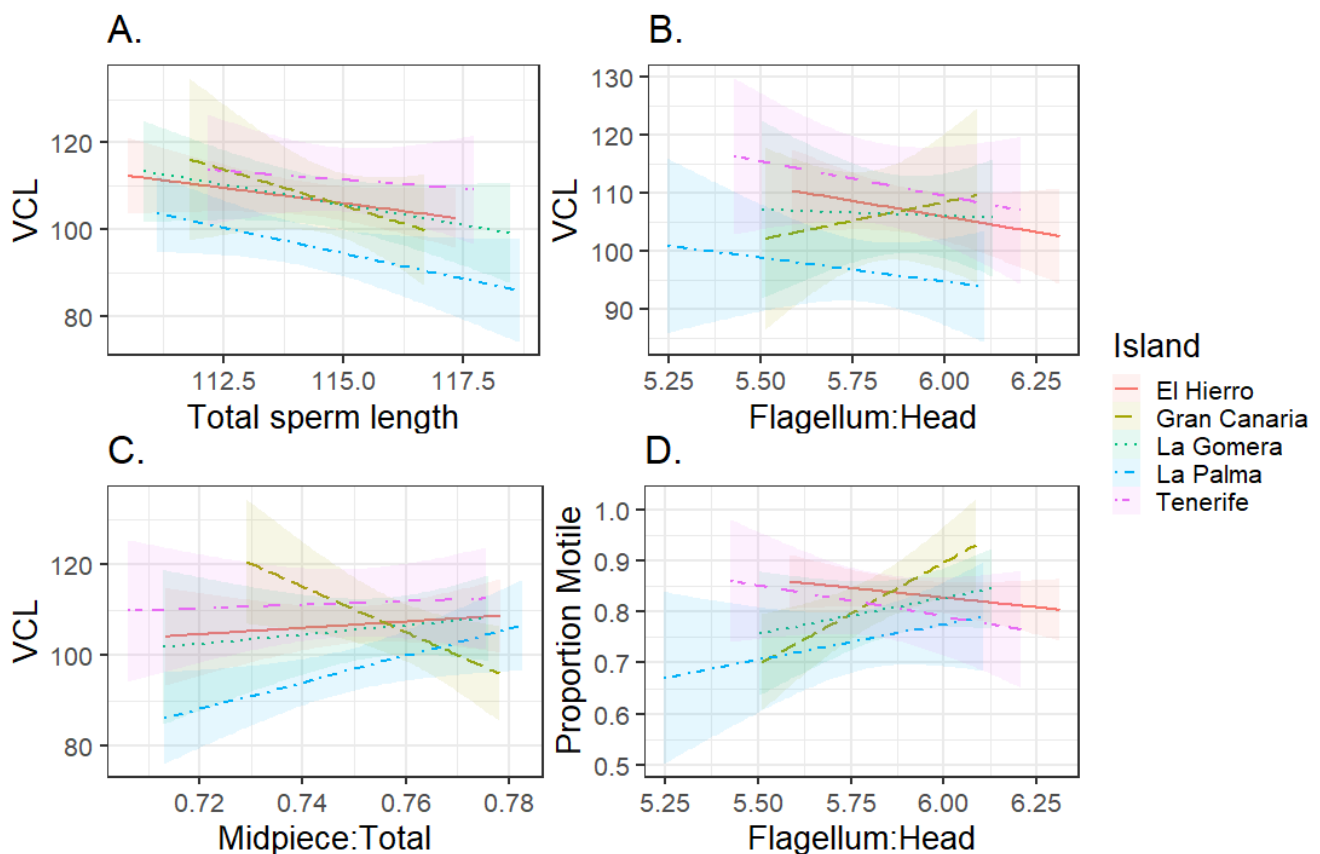 A.
VCL
120
100
80
112.5 115.0 117.5
Total sperm length
B.
VCL
130
120
110
100
90
5.25 5.50 5.75 6.00 6.25
Flagellum:Head
C.
VCL
120
100
80
0.72 0.74 0.76 0.78
Midpiece:Total
D.
Proportion Motile
1.0
0.9
0.8
0.7
0.6
0.5
5.25 5.50 5.75 6.00 6.25
Flagellum:Head
Island
El Hierro
Gran Canaria
La Gomera
La Palma
Tenerife